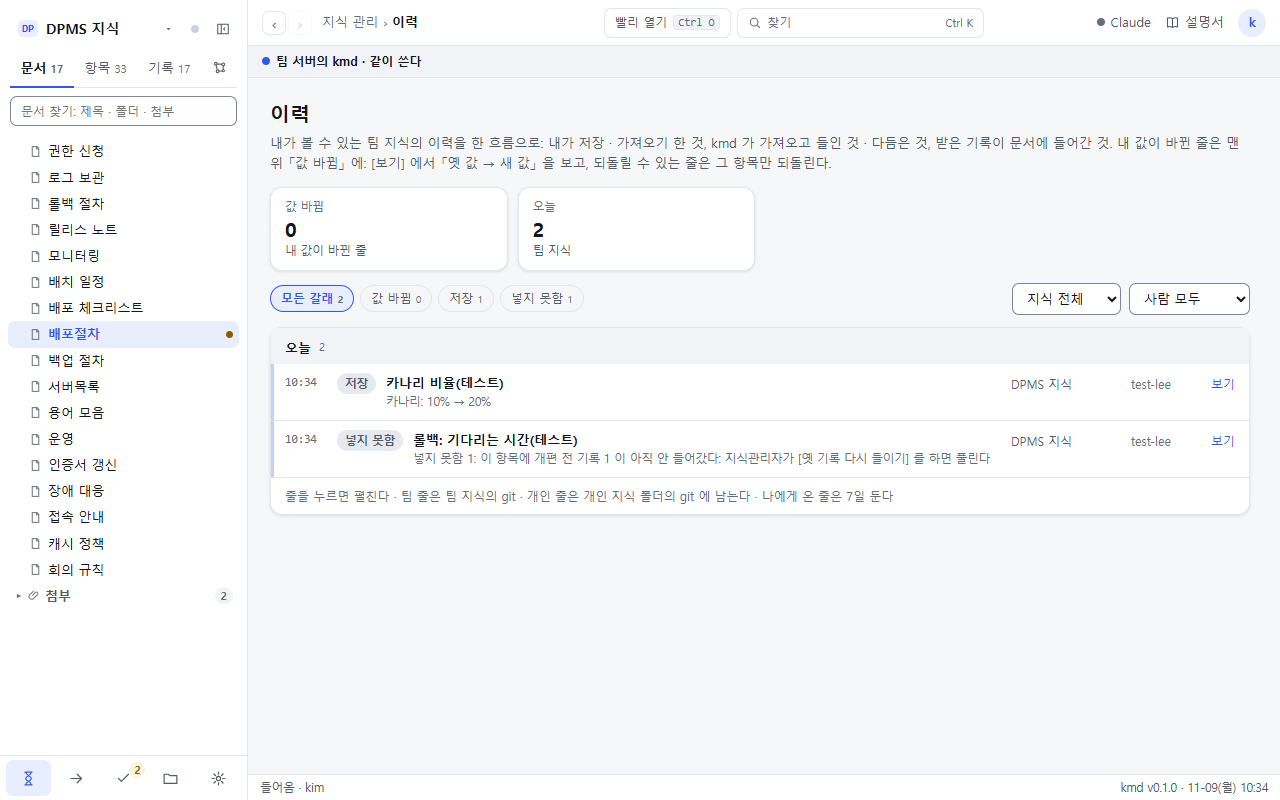 DP DPMS 지식
문서 17 항목 33 기록 17
문서 찾기: 제목 · 폴더 · 첨부
권한 신청
로그 보관
롤백 절차
릴리스 노트
모니터링
배치 일정
배포 체크리스트
배포절차
백업 절차
서버목록
용어 모음
운영
인증서 갱신
장애 대응
접속 안내
캐시 정책
회의 규칙
첨부 2
2
‹ › 지식 관리 › 이력
빨리 열기 Ctrl O
찾기 Ctrl K
Claude 설명서 k
팀 서버의 kmd · 같이 쓴다
이력
내가 볼 수 있는 팀 지식의 이력을 한 흐름으로: 내가 저장 · 가져오기 한 것, kmd 가 가져오고 들인 것 · 다듬은 것, 받은 기록이 문서에 들어간 것. 내 값이 바뀐 줄은 맨
위 「값 바뀜」 에: [보기] 에서 「옛 값 → 새 값」 을 보고, 되돌릴 수 있는 줄은 그 항목만 되돌린다.
값 바뀜
0
내 값이 바뀐 줄
오늘
2
팀 지식
모든 갈래 2 값 바뀜 0 저장 1 넣지 못함 1
지식 전체 사람 모두
오늘 2
10:34 저장 카나리 비율(테스트) DPMS 지식 test-lee 보기
카나리: 10% → 20%
10:34 넣지 못함 롤백: 기다리는 시간(테스트) DPMS 지식 test-lee 보기
넣지 못함 1: 이 항목에 개편 전 기록 1 이 아직 안 들어갔다: 지식관리자가 [옛 기록 다시 들이기] 를 하면 풀린다
줄을 누르면 펼친다 · 팀 줄은 팀 지식의 git · 개인 줄은 개인 지식 폴더의 git 에 남는다 · 나에게 온 줄은 7일 둔다
들어옴 · kim
kmd v0.1.0 · 11-09(월) 10:34